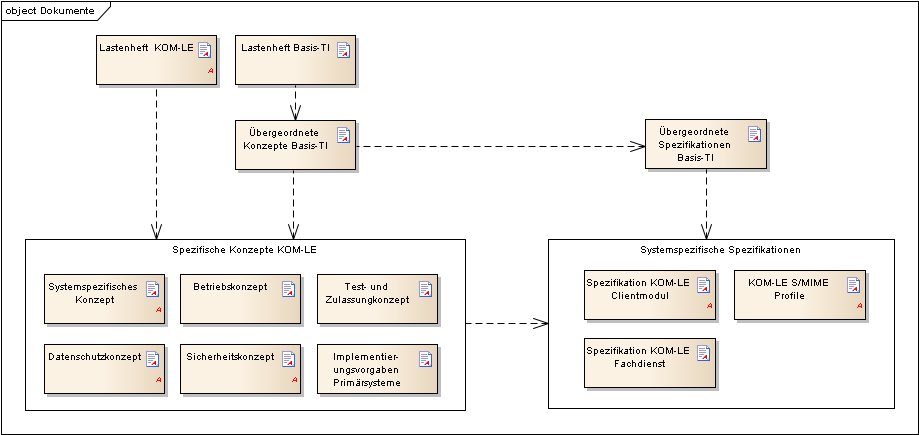 object Dokumente
Lastenheft KOM-LE
A
Lastenheft Basis-TI
Übergeordnete
Konzepte Basis-TI
Übergeordnete
Spezifikationen
Basis-TI
Spezifische Konzepte KOM-LE
Systemspezifisches
Konzept
A
Betriebskonzept
Test- und
Zulassungkonzept
Datenschutzkonzept
A
Sicherheitskonzept
A
Implementier-
ungsvorgaben
Primärsysteme
Systmspezifische Spezifikationen
Spezifikation KOM-LE
Clientmodul
A
KOM-LE S/MIME
Profile
A
Spezifikation KOM-LE
Fachdienst